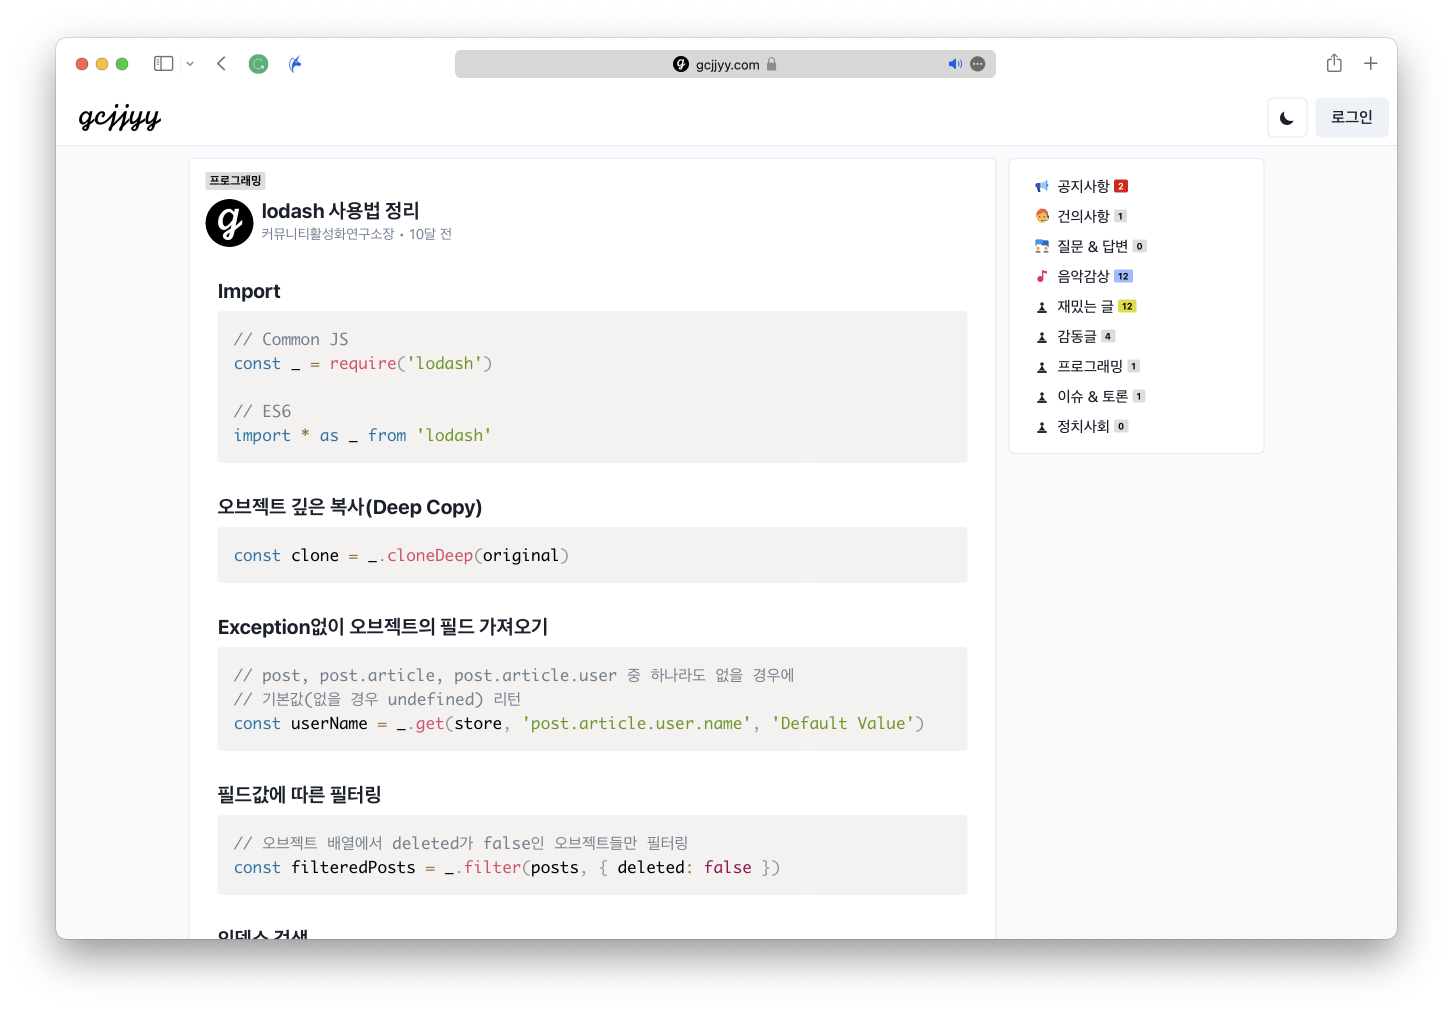 gcjjyy.com
gcjjyy
로그인
프로그래밍
lodash 사용법 정리
커뮤니티활성화연구소장 • 10달 전
Import
// Common JS
const _ = require('lodash')
// ES6
import * as _ from 'lodash'
오브젝트 깊은 복사(Deep Copy)
const clone = _.cloneDeep(original)
Exception없이 오브젝트의 필드 가져오기
// post, post.article, post.article.user 중 하나라도 없을 경우에
// 기본값(없을 경우 undefined) 리턴
const userName = _.get(store, 'post.article.user.name', 'Default Value')
필드값에 따른 필터링
// 오브젝트 배열에서 deleted가 false인 오브젝트들만 필터링
const filteredPosts = _.filter(posts, { deleted: false })
인덱스 검색
공지사항 2
건의사항 1
질문 & 답변 0
음악감상 12
재밌는 글 12
감동글 4
프로그래밍 1
이슈 & 토론 1
정치사회 0